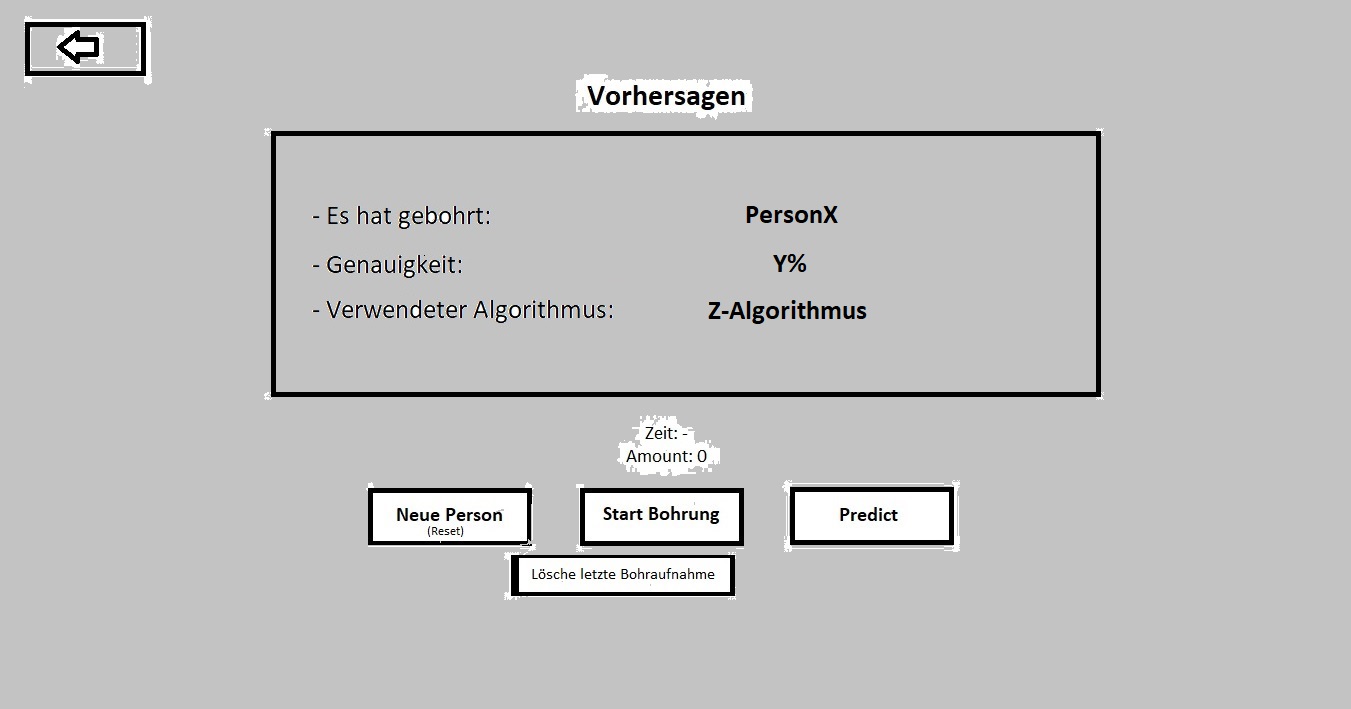 Vorhersagen
- Es hat gebohrt: PersonX
- Genauigkeit: Y%
- Verwendeter Algorithmus: Z-Algorithmus
Zeit: -
Amount: 0
Neue Person
(Reset)
Start Bohrung
Predict
Lösche letzte Bohraufnahme